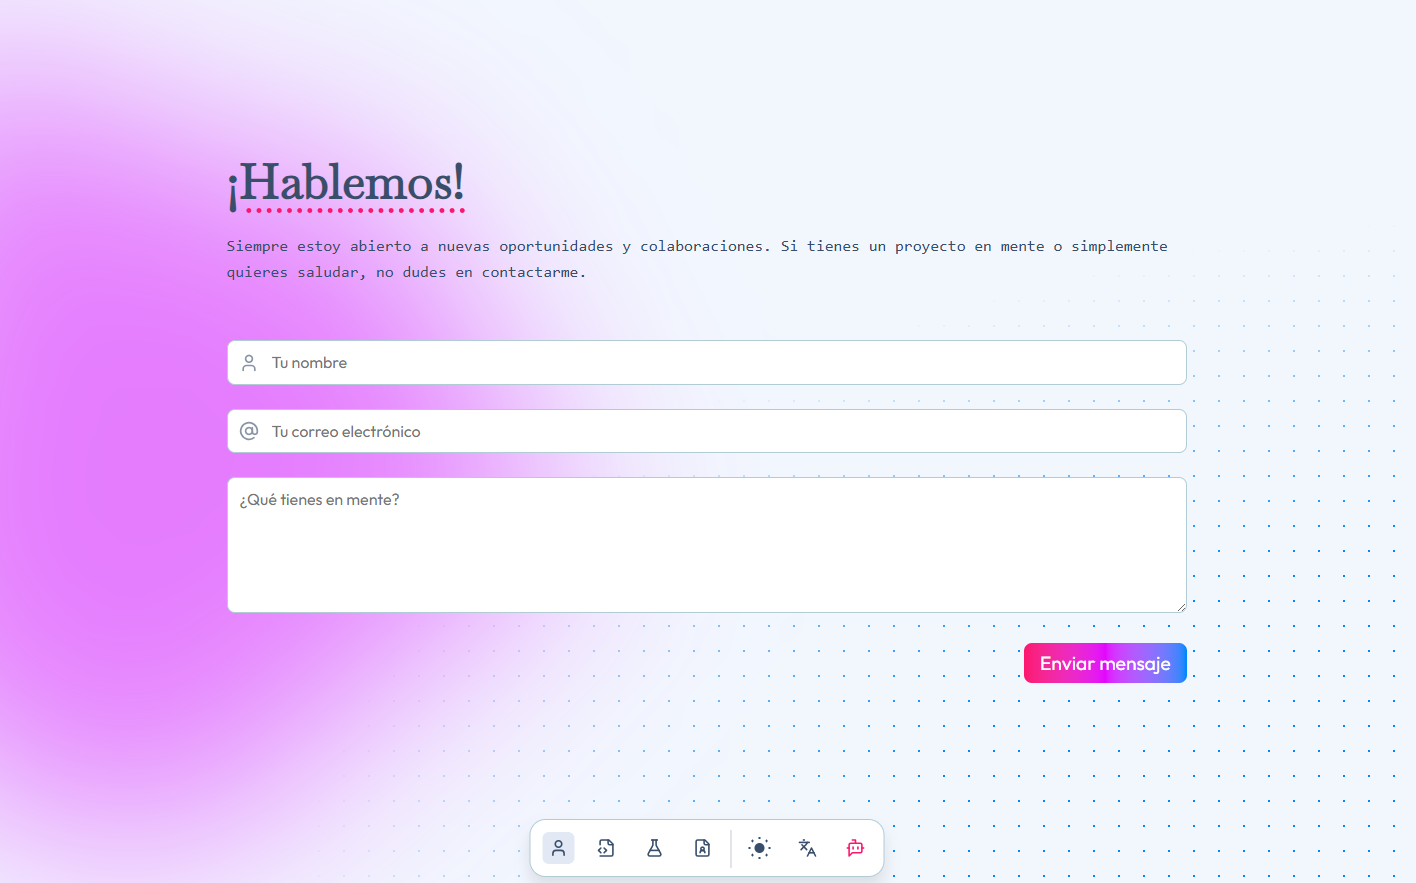 ¡Hablemos!
Siempre estoy abierto a nuevas oportunidades y colaboraciones. Si tienes un proyecto en mente o simplemente
quieres saludar, no dudes en contactarme.
Tu nombre
Tu correo electrónico
¿Qué tienes en mente?
Enviar mensaje